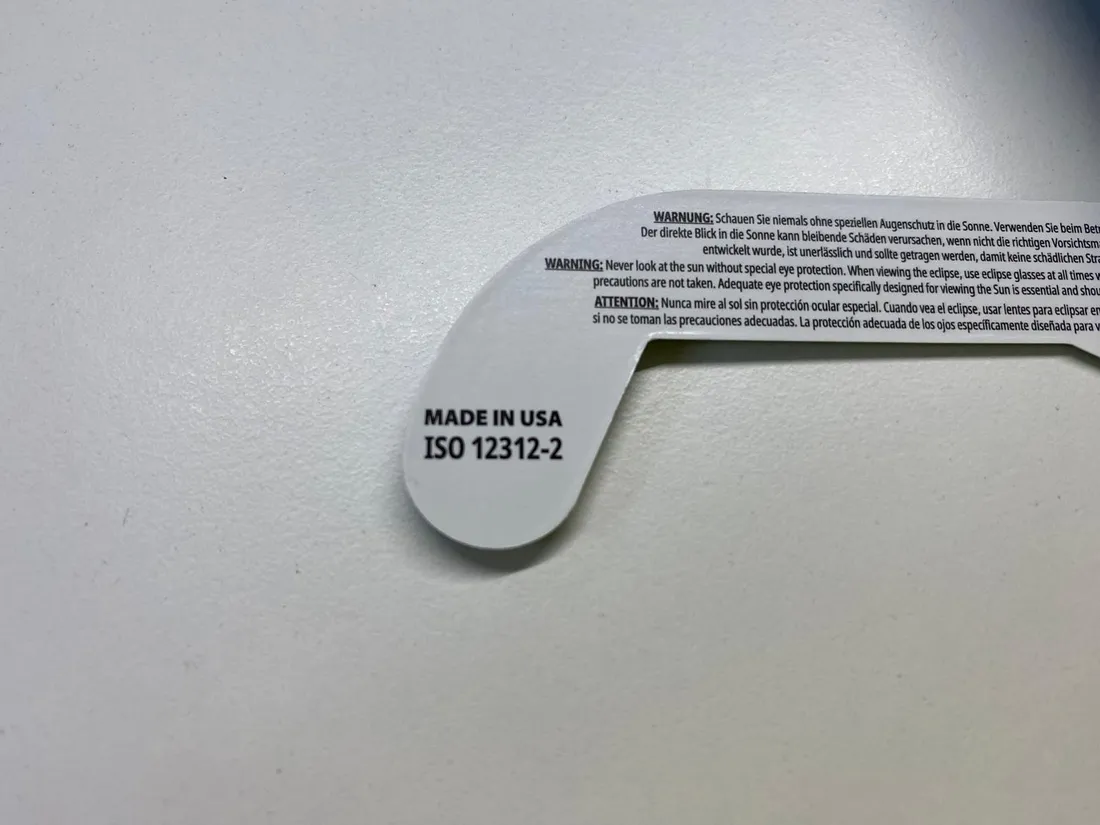 WARNUNG: Schauen Sie niemals ohne speziellen Augenschutz in die Sonne. Verwenden Sie beim
Der direkte Blick in die Sonne kann bleibende Schäden verursachen, wenn nicht die richtigen
entwickelt wurde, ist unerlässlich und sollte getragen werden, damit keine schädlichen
WARNING: Never look at the sun without special eye protection. When viewing the eclipse, use eclipse glasses at all times
precautions are not taken. Adequate eye protection specifically designed for viewing the Sun is essential and
ATTENTION: Nunca mire al sol sin protección ocular especial. Cuando vea el eclipse, usar lentes para eclipsar
si no se toman las precauciones adecuadas. La protección adecuada de los ojos específicamente diseñada para
MADE IN USA
ISO 12312-2